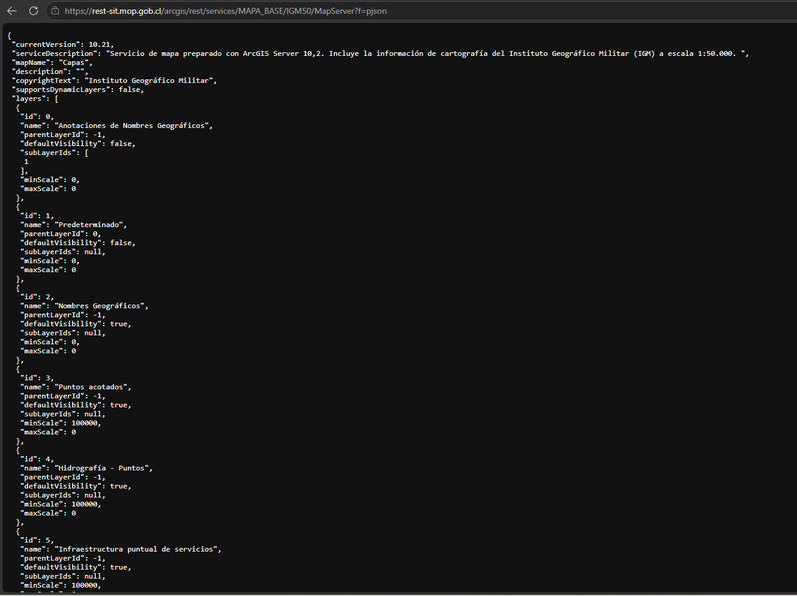 https://rest-sit.mop.gob.cl/arcgis/rest/services/MAPA_BASE/IGM50/MapServer?f=pjson
{
"currentVersion": 10.21,
"serviceDescription": "Servicio de mapa preparado con ArcGIS Server 10,2. Incluye la información de cartografía del Instituto Geográfico Militar (IGM) a escala 1:50.000. ",
"mapName": "Capas",
"description": "",
"copyrightText": "Instituto Geográfico Militar",
"supportsDynamicLayers": false,
"layers": [
{
"id": 0,
"name": "Anotaciones de Nombres Geográficos",
"parentLayerId": -1,
"defaultVisibility": false,
"subLayerIds": [
1
],
"minScale": 0,
"maxScale": 0
},
{
"id": 1,
"name": "Predeterminado",
"parentLayerId": 0,
"defaultVisibility": false,
"subLayerIds": null,
"minScale": 0,
"maxScale": 0
},
{
"id": 2,
"name": "Nombres Geográficos",
"parentLayerId": -1,
"defaultVisibility": true,
"subLayerIds": null,
"minScale": 0,
"maxScale": 0
},
{
"id": 3,
"name": "Puntos acotados",
"parentLayerId": -1,
"defaultVisibility": true,
"subLayerIds": null,
"minScale": 100000,
"maxScale": 0
},
{
"id": 4,
"name": "Hidrografía - Puntos",
"parentLayerId": -1,
"defaultVisibility": true,
"subLayerIds": null,
"minScale": 100000,
"maxScale": 0
},
{
"id": 5,
"name": "Infraestructura puntual de servicios",
"parentLayerId": -1,
"defaultVisibility": true,
"subLayerIds": null,
"minScale": 100000,